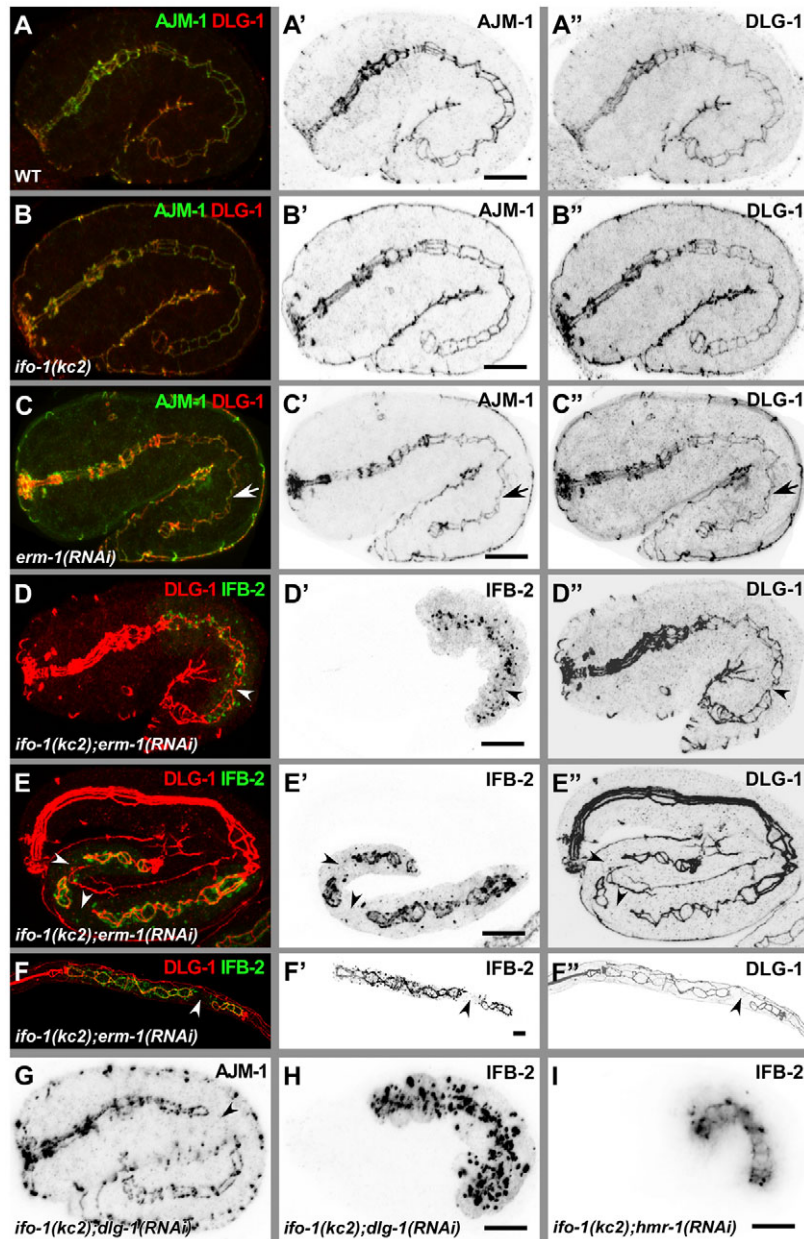 A AJM-1 DLG-1 WT
A' AJM-1
A'' DLG-1
B AJM-1 DLG-1 ifo-1(kc2)
B' AJM-1
B'' DLG-1
C AJM-1 DLG-1 erm-1(RNAi)
C' AJM-1
C'' DLG-1
D DLG-1 IFB-2 ifo-1(kc2);erm-1(RNAi)
D' IFB-2
D'' DLG-1
E DLG-1 IFB-2 ifo-1(kc2);erm-1(RNAi)
E' IFB-2
E'' DLG-1
F DLG-1 IFB-2 ifo-1(kc2);erm-1(RNAi)
F' IFB-2
F'' DLG-1
G AJM-1 ifo-1(kc2);dlg-1(RNAi)
H IFB-2 ifo-1(kc2);dlg-1(RNAi)
I IFB-2 ifo-1(kc2);hmr-1(RNAi)